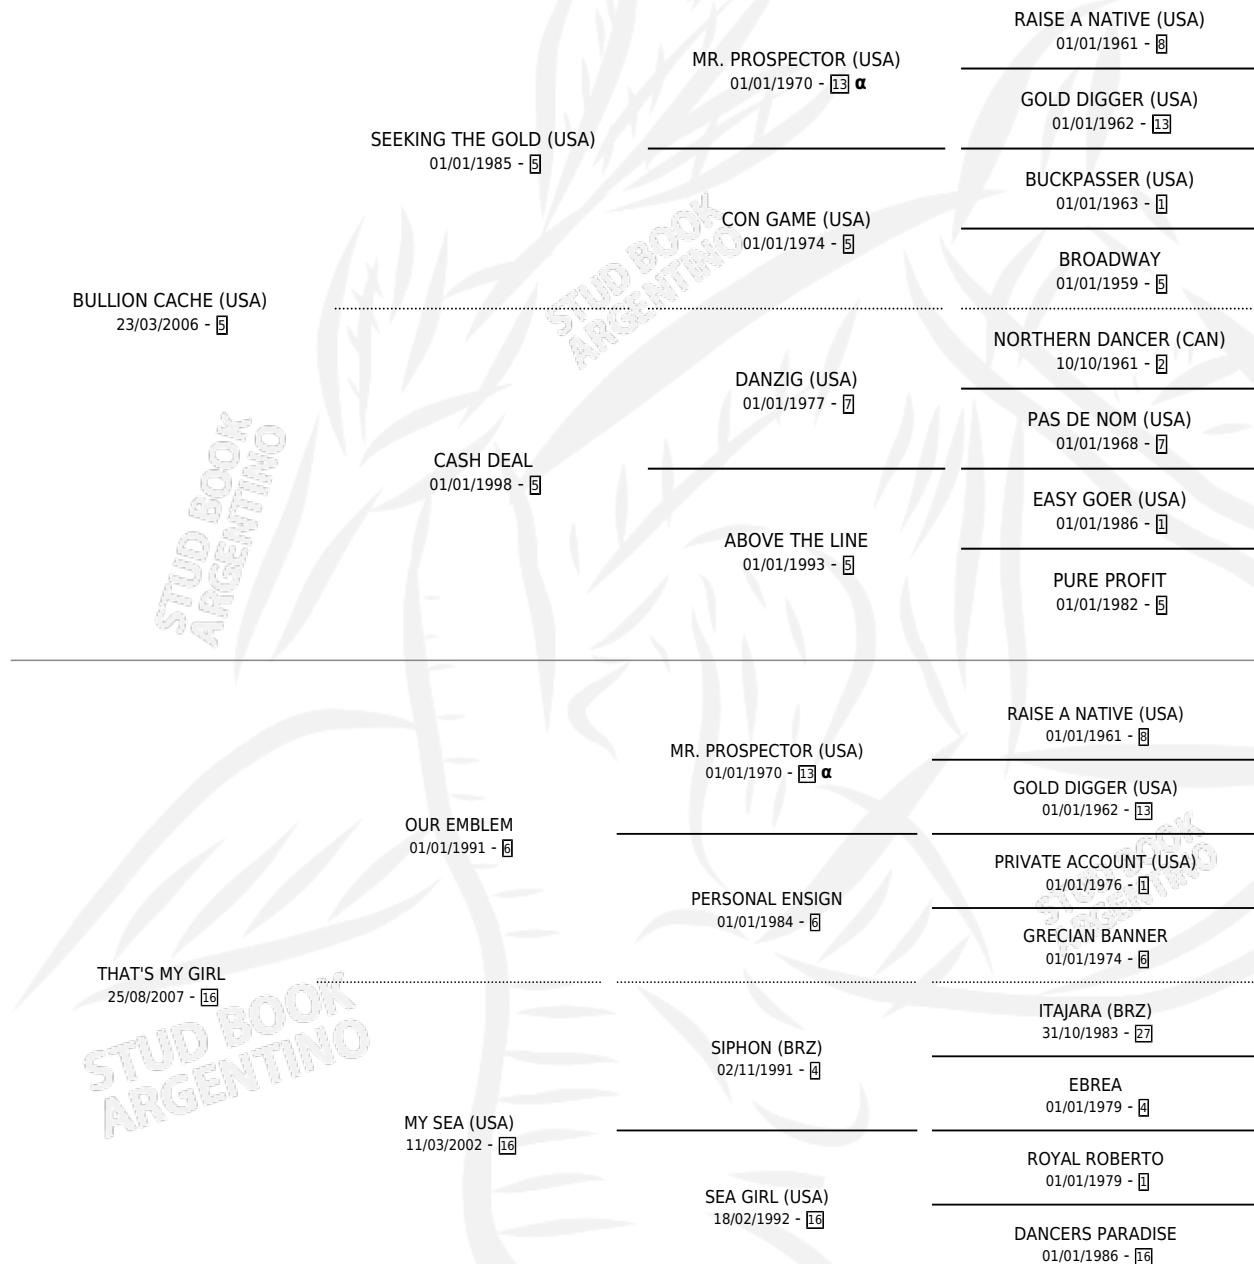 RAISE A NATIVE (USA)
01/01/1961 - 8
MR. PROSPECTOR (USA)
01/01/1970 - 13 α
GOLD DIGGER (USA)
01/01/1962 - 13
SEEKING THE GOLD (USA)
01/01/1985 - 5
BUCKPASSER (USA)
01/01/1963 - 1
CON GAME (USA)
01/01/1974 - 5
BROADWAY
01/01/1959 - 5
BULLION CACHE (USA)
23/03/2006 - 5
NORTHERN DANCER (CAN)
10/10/1961 - 2
DANZIG (USA)
01/01/1977 - 7
PAS DE NOM (USA)
01/01/1968 - 7
CASH DEAL
01/01/1998 - 5
EASY GOER (USA)
01/01/1986 - 1
ABOVE THE LINE
01/01/1993 - 5
PURE PROFIT
01/01/1982 - 5
STUD BOOK
ARGENTINO
STUD BOOK
ARGENTINO
RAISE A NATIVE (USA)
01/01/1961 - 8
MR. PROSPECTOR (USA)
01/01/1970 - 13 α
GOLD DIGGER (USA)
01/01/1962 - 13
OUR EMBLEM
01/01/1991 - 6
PRIVATE ACCOUNT (USA)
01/01/1976 - 1
PERSONAL ENSIGN
01/01/1984 - 6
GRECIAN BANNER
01/01/1974 - 6
THAT'S MY GIRL
25/08/2007 - 16
ITAJARA (BRZ)
31/10/1983 - 27
SIPHON (BRZ)
02/11/1991 - 4
EBREA
01/01/1979 - 4
MY SEA (USA)
11/03/2002 - 16
ROYAL ROBERTO
01/01/1979 - 1
SEA GIRL (USA)
18/02/1992 - 16
DANCERS PARADISE
01/01/1986 - 16
STUD BOOK
ARGENTINO
STUD BOOK
ARGENTINO